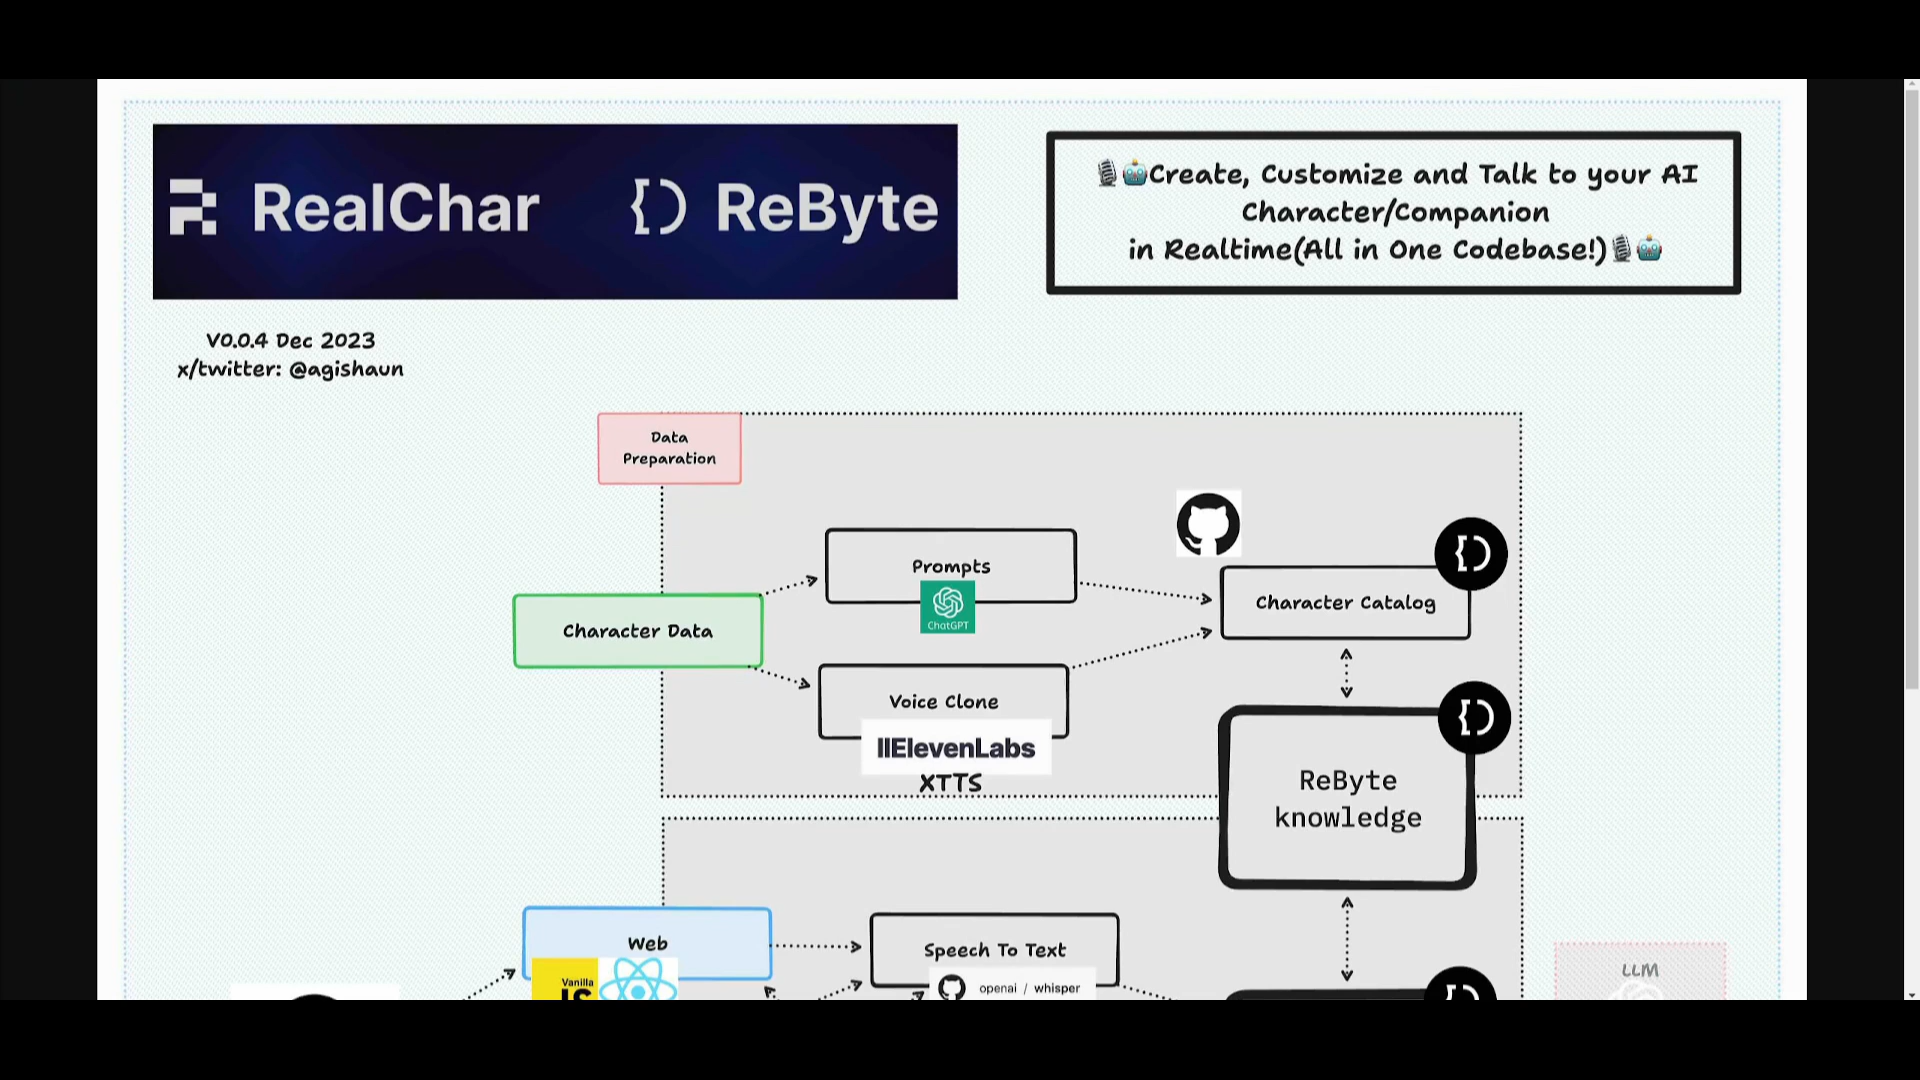 RealChar
ReByte
🎙️🤖Create, Customize and Talk to your AI
Character/Companion
in Realtime(All in One Codebase!)🎙️🤖
V0.0.4 Dec 2023
x/twitter: @agishaun
Data
Preparation
Prompts
ChatGPT
Character Catalog
Character Data
Voice Clone
IIElevenLabs
XTTS
ReByte
knowledge
Web
Vanilla
JS
Speech To Text
openai / whisper
LLM